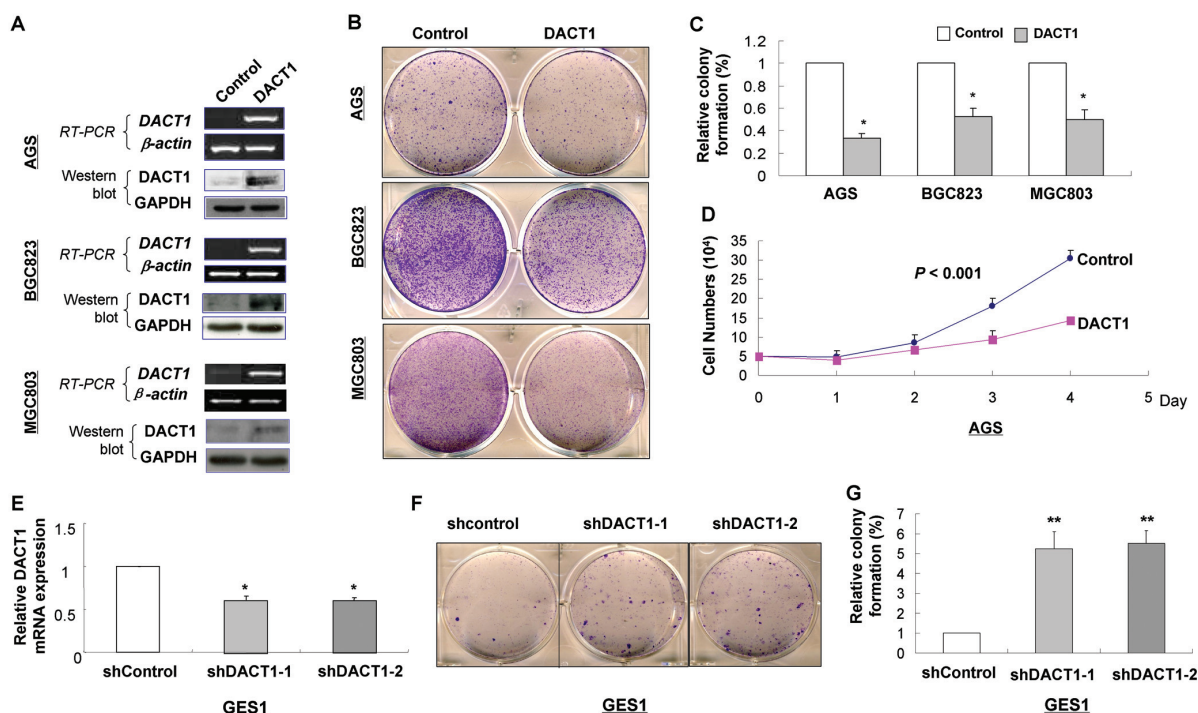 A
Control
DACT1
AGS
RT-PCR
DACT1
β-actin
Western
blot
DACT1
GAPDH
BGC823
RT-PCR
DACT1
β-actin
Western
blot
DACT1
GAPDH
MGC803
RT-PCR
DACT1
β-actin
Western
blot
DACT1
GAPDH
B
Control
DACT1
AGS
BGC823
MGC803
C
Control
DACT1
Relative colony
formation (%)
1.2
1
0.8
0.6
0.4
0.2
0
*
*
*
AGS
BGC823
MGC803
D
Cell Numbers (10⁴)
35
30
25
20
15
10
5
0
P < 0.001
Control
DACT1
0
1
2
3
4
5
Day
AGS
E
Relative DACT1
mRNA expression
1.5
1
0.5
0
*
*
shControl
shDACT1-1
shDACT1-2
GES1
F
shcontrol
shDACT1-1
shDACT1-2
GES1
G
Relative colony
formation (%)
7
6
5
4
3
2
1
0
**
**
shControl
shDACT1-1
shDACT1-2
GES1